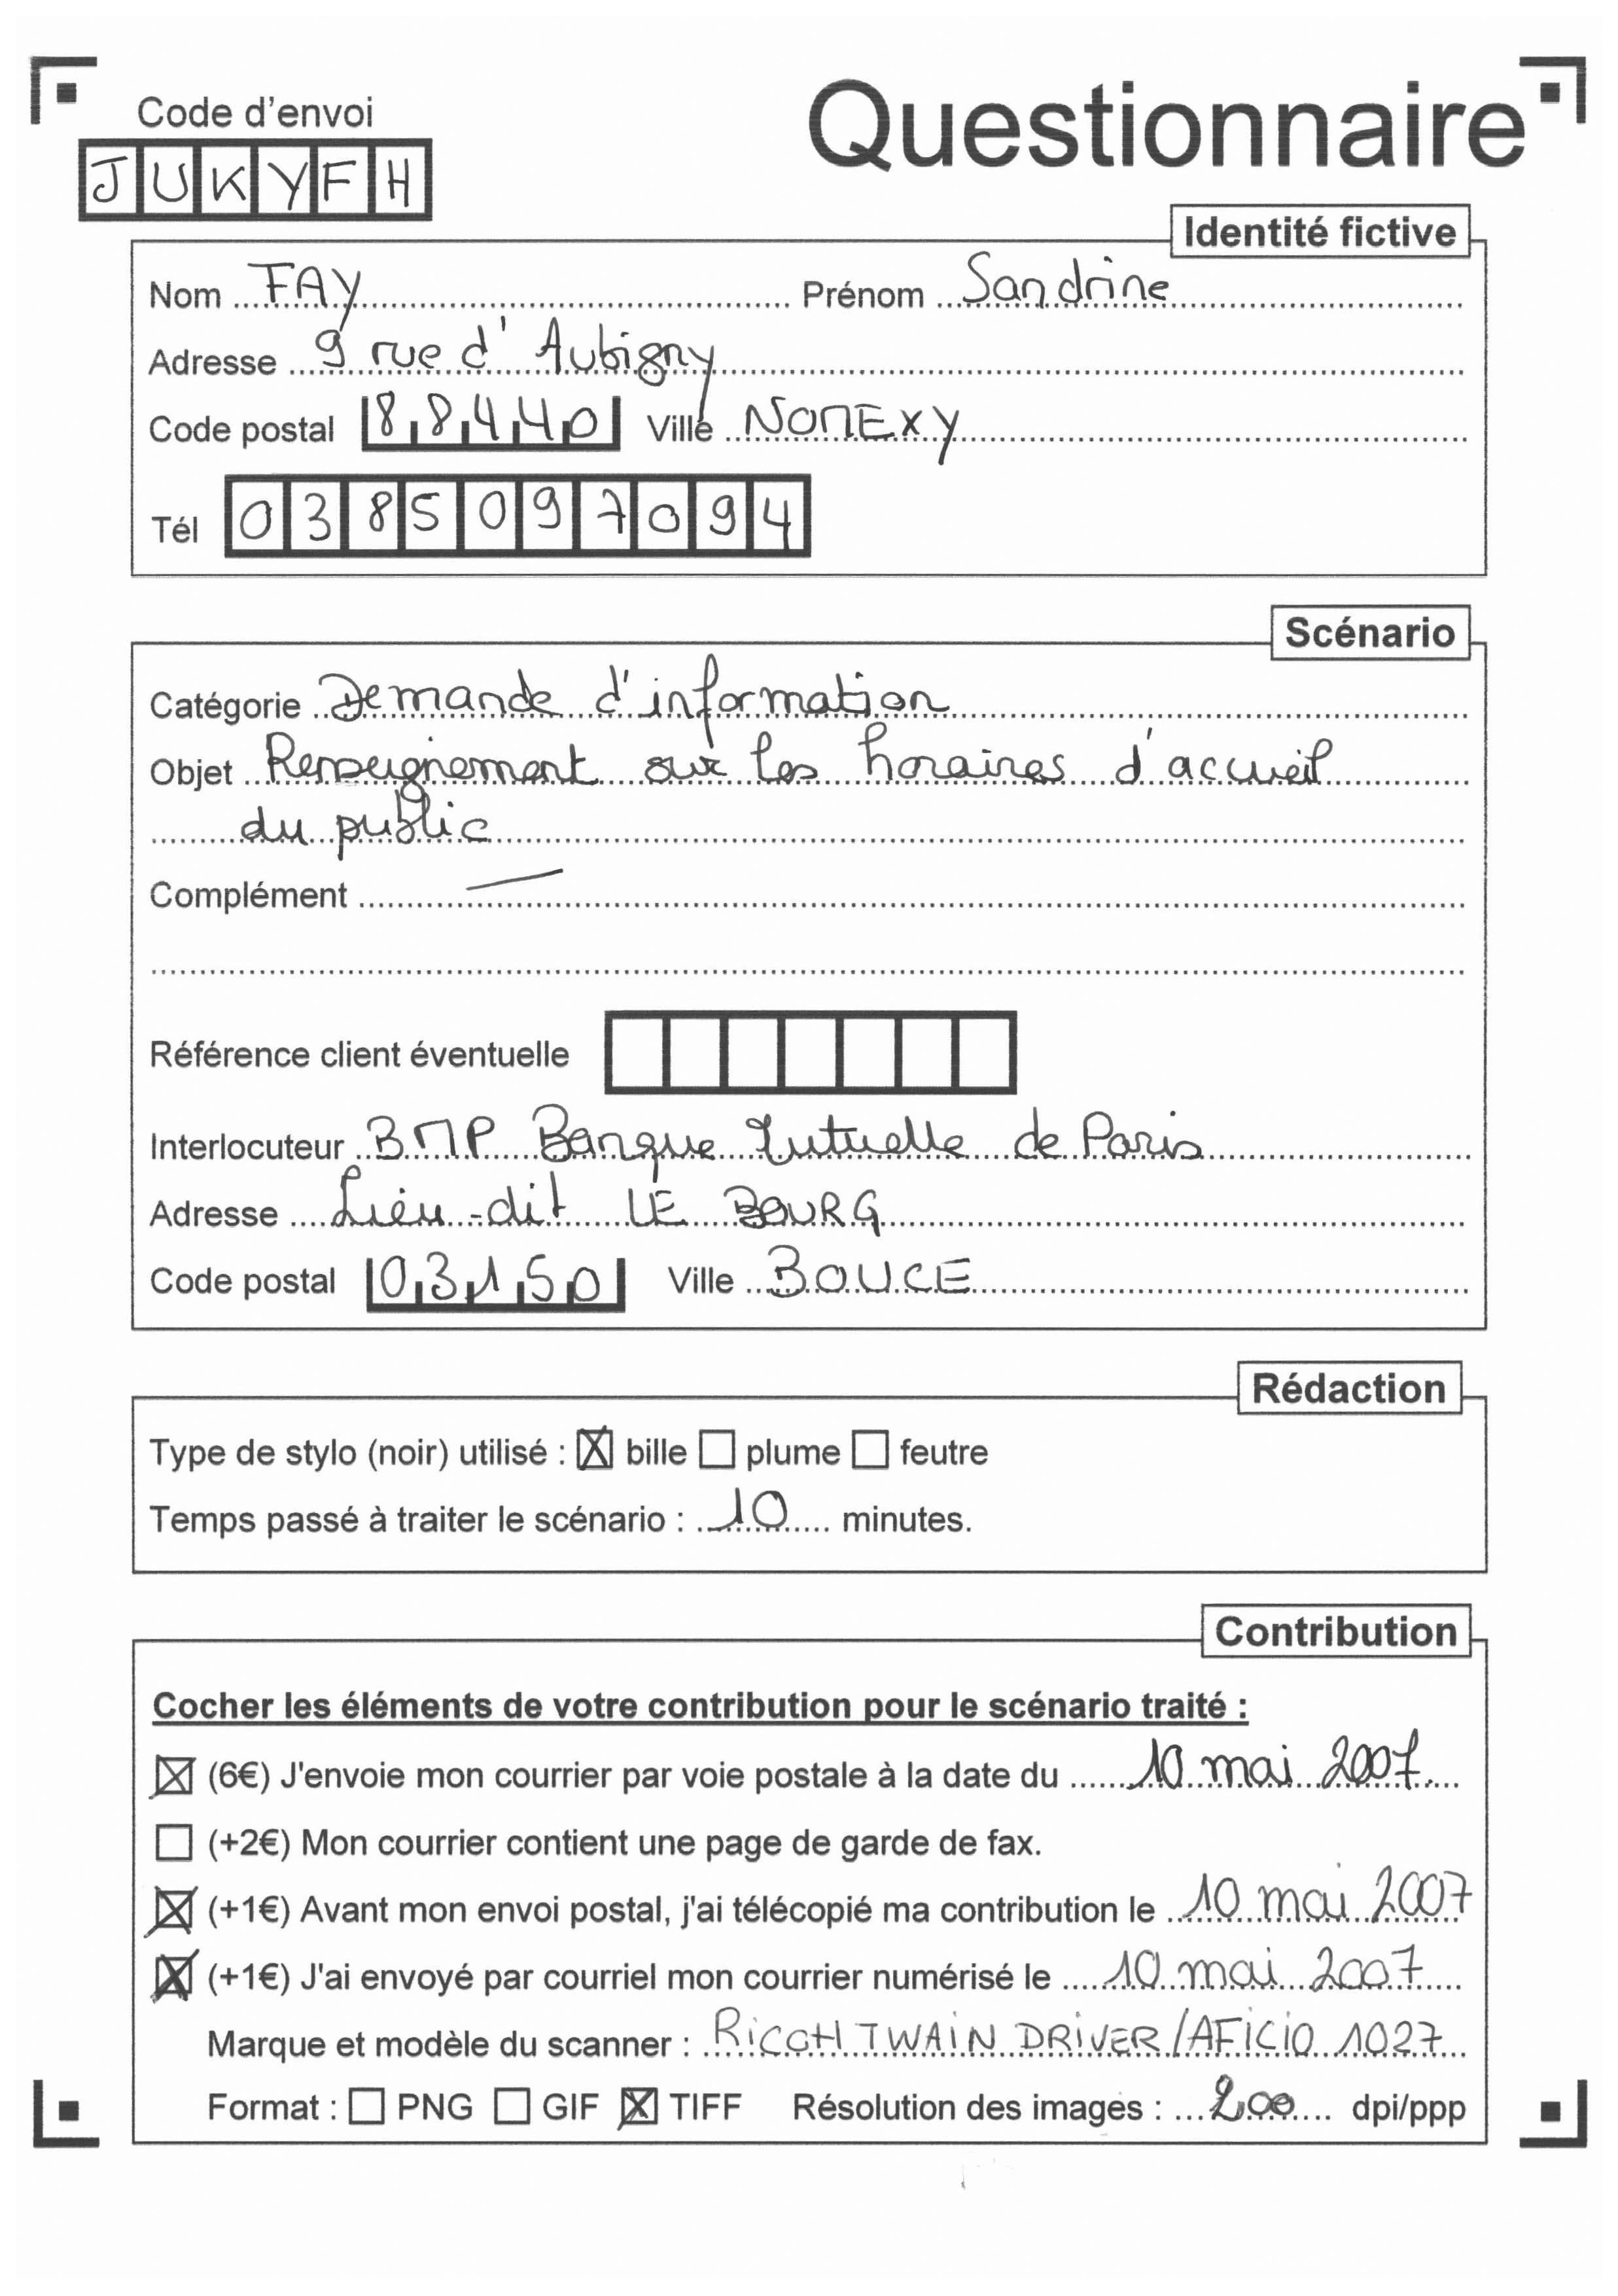 Code d'envoi
Questionnaire
JUKYFH
Identité fictive
Nom FAY Prénom Sandrine
Adresse 9 rue d'Aubigny
Code postal 88440 Ville NOMEXY
Tél 0385097094
Scénario
Catégorie Demande d'information
Objet Renseignement sur les horaires d'accueil
du public
Complément —
Référence client éventuelle
Interlocuteur BMP Banque Mutuelle de Paris
Adresse Lieu-dit LE BOURG
Code postal 03150 Ville BOUCE
Rédaction
Type de stylo (noir) utilisé : ☒ bille ☐ plume ☐ feutre
Temps passé à traiter le scénario : 10 minutes.
Contribution
Cocher les éléments de votre contribution pour le scénario traité :
☒ (6€) J'envoie mon courrier par voie postale à la date du 10 mai 2007
☐ (+2€) Mon courrier contient une page de garde de fax.
☒ (+1€) Avant mon envoi postal, j'ai télécopié ma contribution le 10 mai 2007
☒ (+1€) J'ai envoyé par courriel mon courrier numérisé le 10 mai 2007
Marque et modèle du scanner : RICOH TWAIN DRIVER/AFICIO 1027
Format : ☐ PNG ☐ GIF ☒ TIFF Résolution des images : 200 dpi/ppp